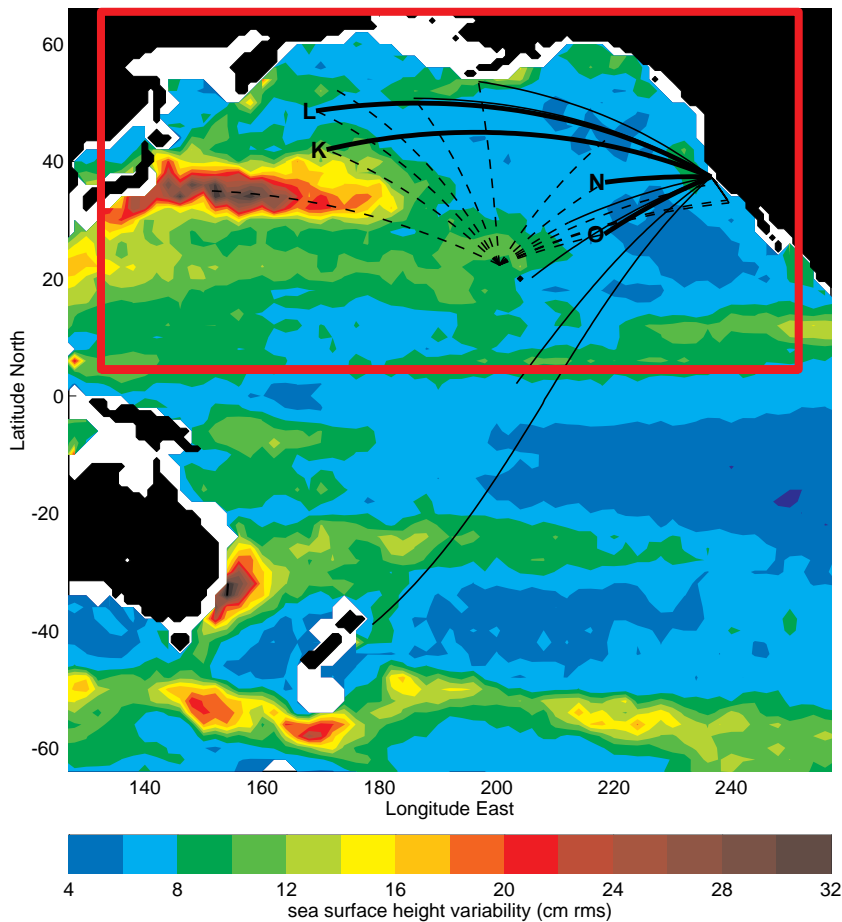 60
L
K
40
N
O
20
Latitude North
0
-20
-40
-60
140 160 180 200 220 240
Longitude East
4 8 12 16 20 24 28 32
sea surface height variability (cm rms)